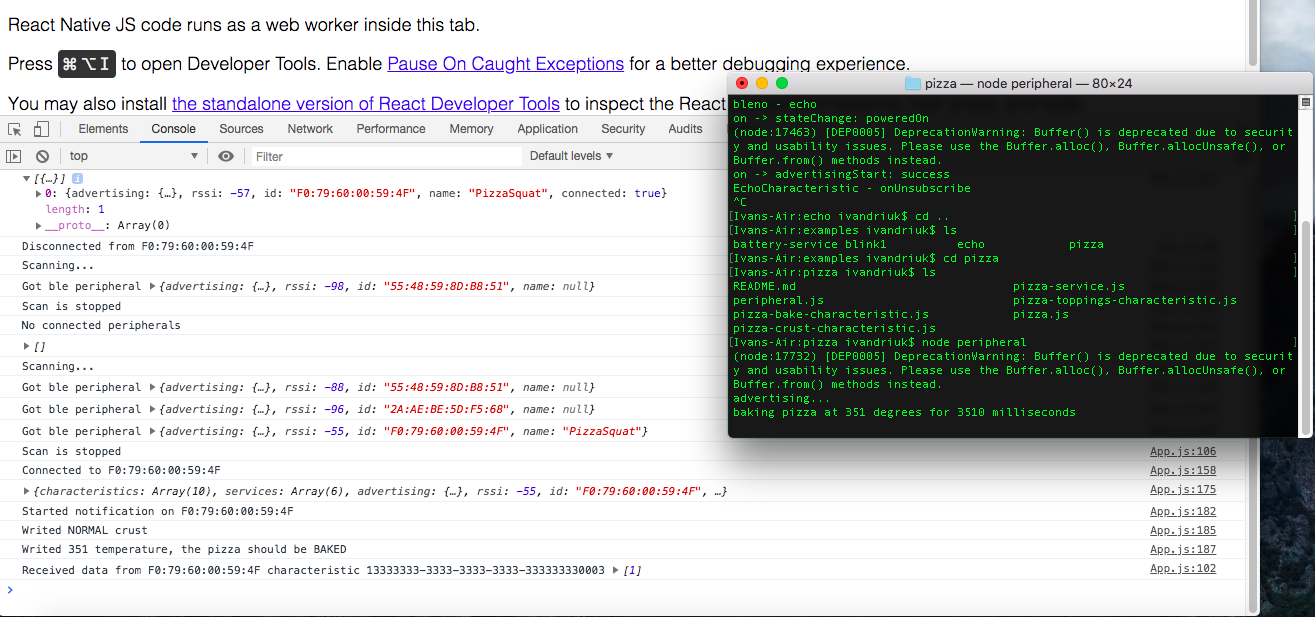 React Native JS code runs as a web worker inside this tab.
Press ⌘⌥I to open Developer Tools. Enable Pause On Caught Exceptions for a better debugging experience.
You may also install the standalone version of React Developer Tools to inspect the React
Elements Console Sources Network Performance Memory Application Security Audits
top ▼ Filter Default levels ▼
▼[{…}] i
▶0: {advertising: {…}, rssi: -57, id: "F0:79:60:00:59:4F", name: "PizzaSquat", connected: true}
length: 1
▶__proto__: Array(0)
Disconnected from F0:79:60:00:59:4F
Scanning...
Got ble peripheral ▶{advertising: {…}, rssi: -98, id: "55:48:59:8D:B8:51", name: null}
Scan is stopped
No connected peripherals
▶[]
Scanning...
Got ble peripheral ▶{advertising: {…}, rssi: -88, id: "55:48:59:8D:B8:51", name: null}
Got ble peripheral ▶{advertising: {…}, rssi: -96, id: "2A:AE:BE:5D:F5:68", name: null}
Got ble peripheral ▶{advertising: {…}, rssi: -55, id: "F0:79:60:00:59:4F", name: "PizzaSquat"}
Scan is stopped App.js:106
Connected to F0:79:60:00:59:4F App.js:158
▶{characteristics: Array(10), services: Array(6), advertising: {…}, rssi: -55, id: "F0:79:60:00:59:4F", …} App.js:175
Started notification on F0:79:60:00:59:4F App.js:182
Writed NORMAL crust App.js:185
Writed 351 temperature, the pizza should be BAKED App.js:187
Received data from F0:79:60:00:59:4F characteristic 13333333-3333-3333-3333-333333330003 ▶[1] App.js:102
>
pizza — node peripheral — 80×24
bleno - echo
on -> stateChange: poweredOn
(node:17463) [DEP0005] DeprecationWarning: Buffer() is deprecated due to securit
y and usability issues. Please use the Buffer.alloc(), Buffer.allocUnsafe(), or
Buffer.from() methods instead.
on -> advertisingStart: success
EchoCharacteristic - onUnsubscribe
^C
[Ivans-Air:echo ivandriuk$ cd .. ]
[Ivans-Air:examples ivandriuk$ ls ]
battery-service blink1 echo pizza
[Ivans-Air:examples ivandriuk$ cd pizza ]
[Ivans-Air:pizza ivandriuk$ ls ]
README.md pizza-service.js
peripheral.js pizza-toppings-characteristic.js
pizza-bake-characteristic.js pizza.js
pizza-crust-characteristic.js
[Ivans-Air:pizza ivandriuk$ node peripheral ]
(node:17732) [DEP0005] DeprecationWarning: Buffer() is deprecated due to securit
y and usability issues. Please use the Buffer.alloc(), Buffer.allocUnsafe(), or
Buffer.from() methods instead.
advertising...
baking pizza at 351 degrees for 3510 milliseconds